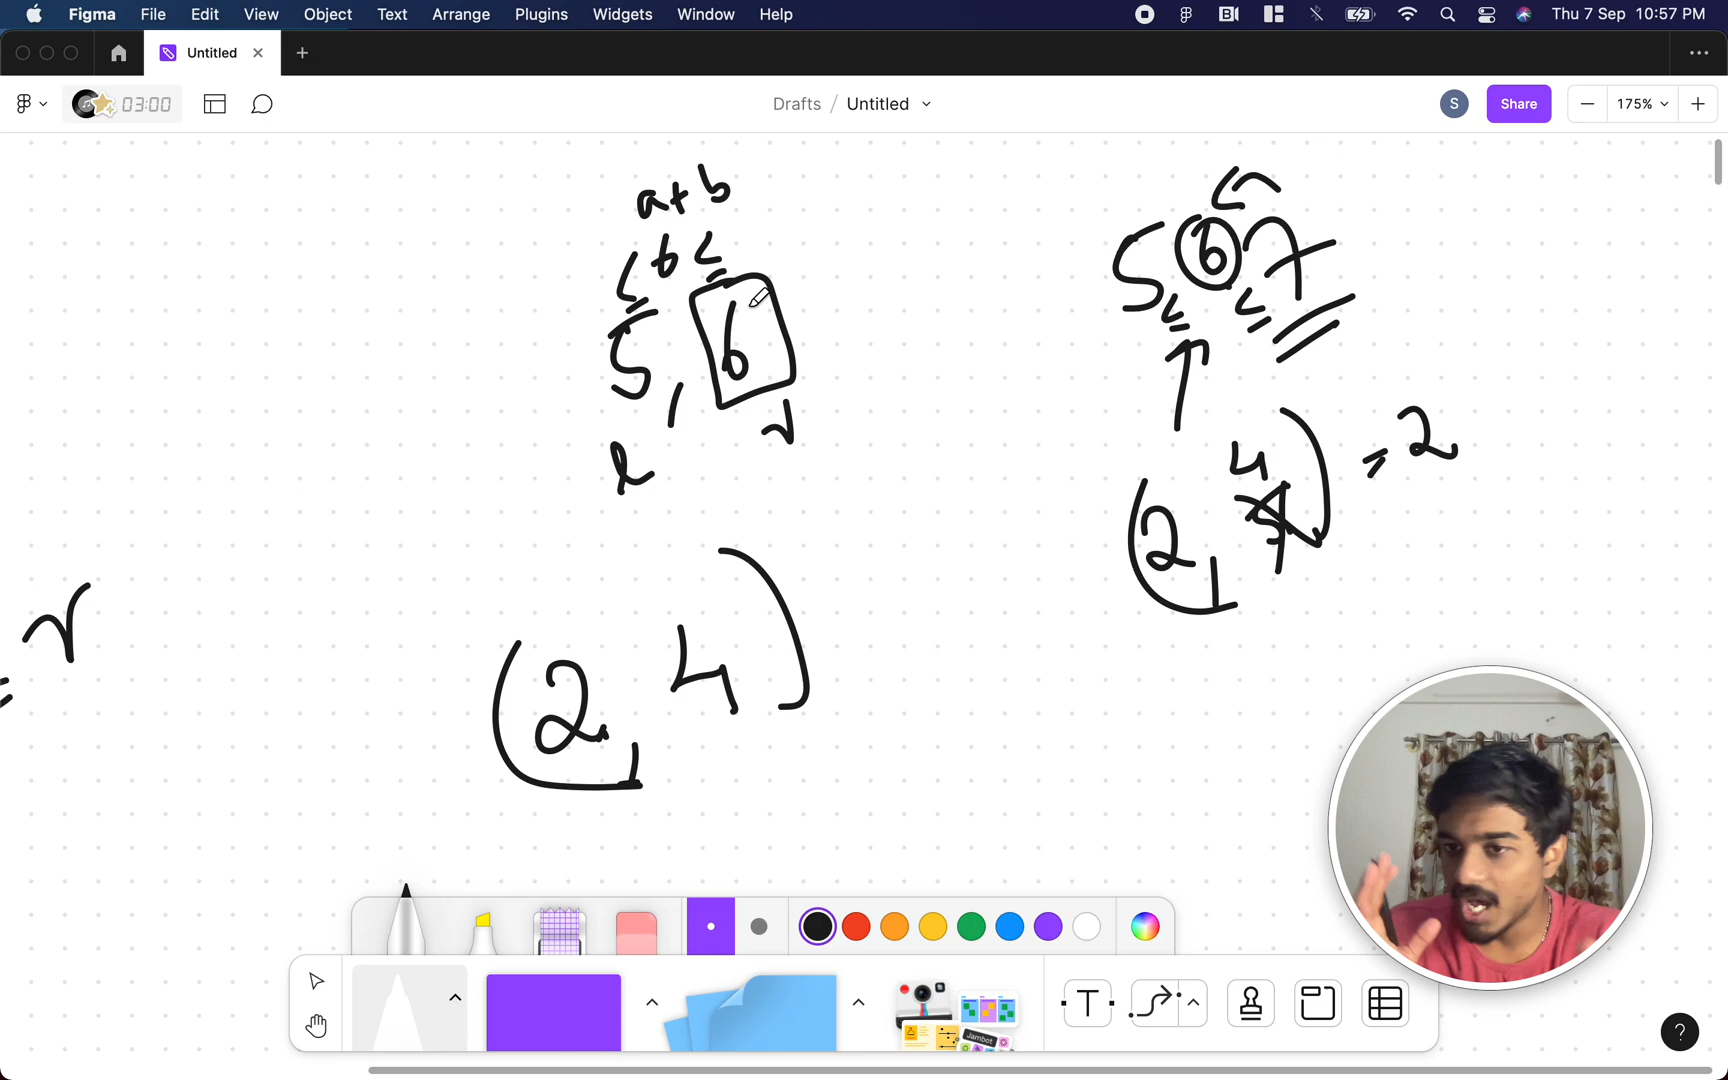 Figma File Edit View Object Text Arrange Plugins Widgets Window Help Thu 7 Sep 10:57 PM
Untitled
03:00 Drafts / Untitled S Share 175%
a+b
5 6 7
b
5, 6
r
= 2
4
(2, )
(2, 4)
r
=
T
Jambot
?